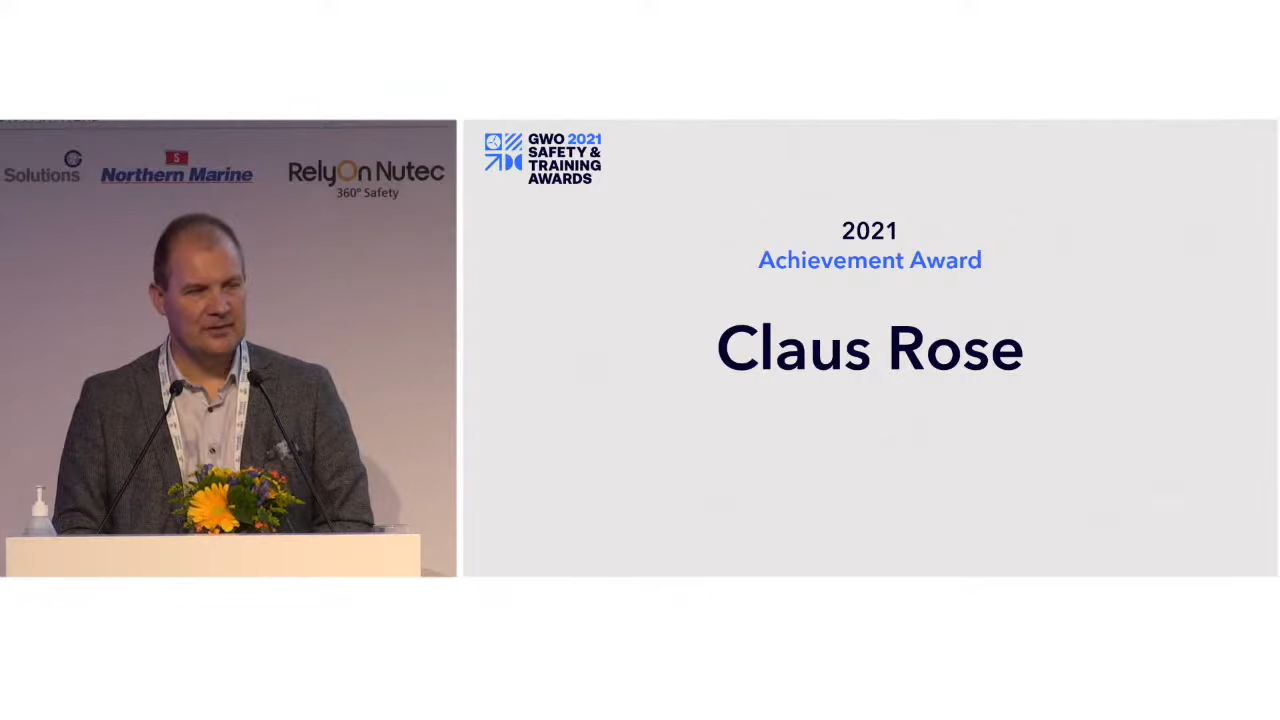 Solutions
Northern Marine
RelyOn Nutec
360° Safety
GWO 2021
SAFETY &
TRAINING
AWARDS
2021
Achievement Award
Claus Rose